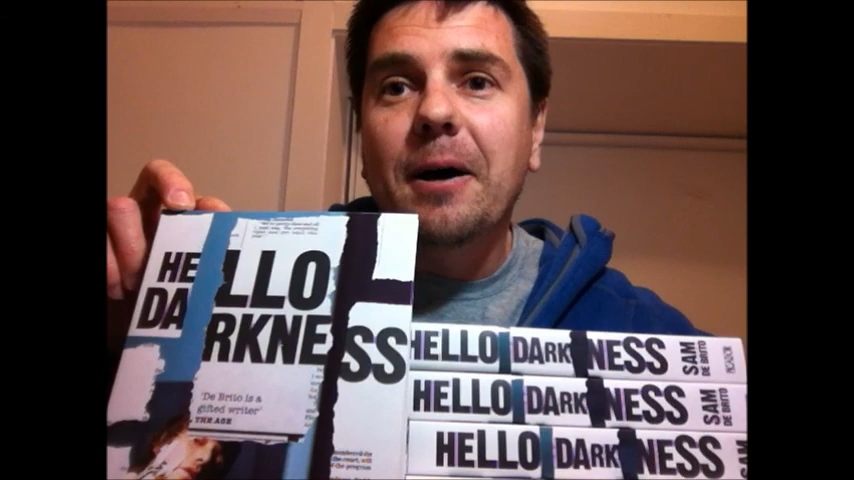 HELLO
DARKNESS
'De Brito is a
gifted writer'
THE AGE
HELLO DARKNESS SAM DE BRITO PICADOR
HELLO DARKNESS SAM DE BRITO
HELLO DARKNESS SAM